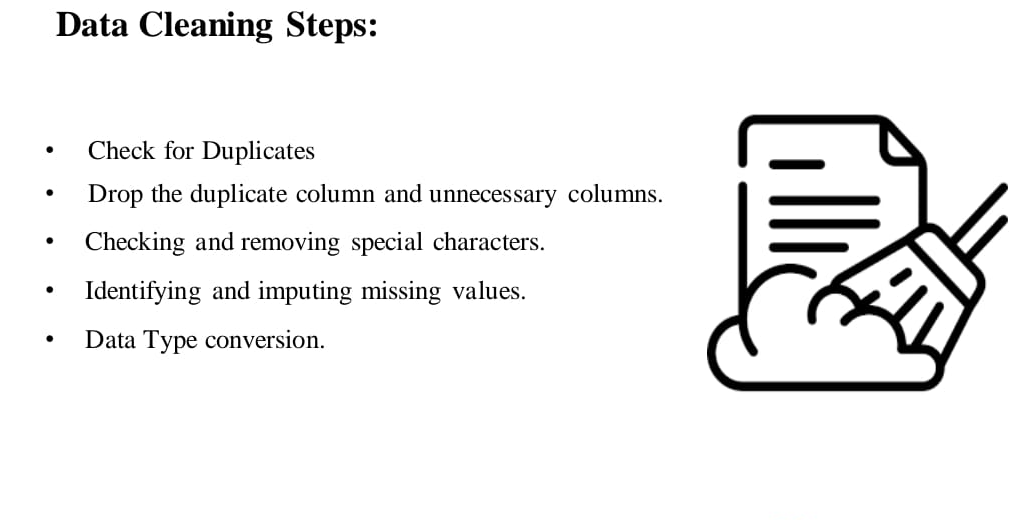 Data Cleaning Steps:
• Check for Duplicates
• Drop the duplicate column and unnecessary columns.
• Checking and removing special characters.
• Identifying and imputing missing values.
• Data Type conversion.